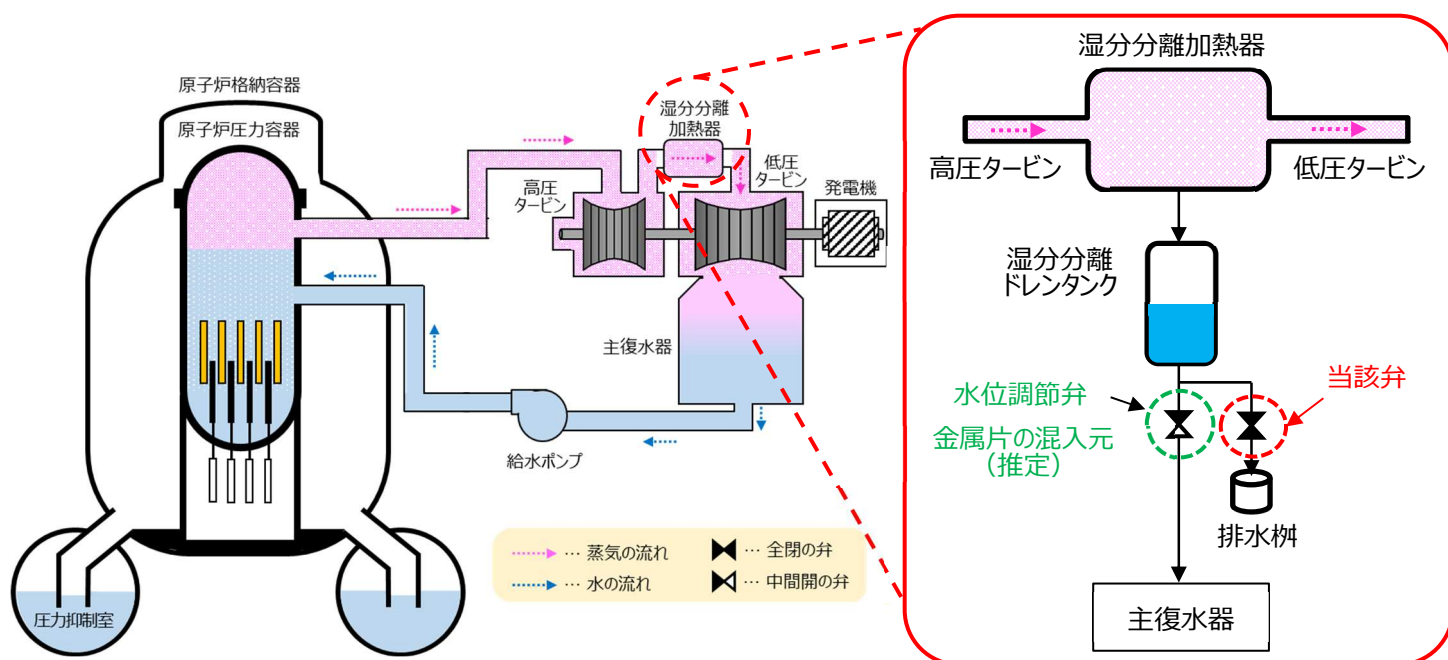 原子炉格納容器
原子炉圧力容器
湿分分離
加熱器
高圧
タービン
低圧
タービン
発電機
主復水器
給水ポンプ
圧力抑制室
… 蒸気の流れ
… 全閉の弁
… 水の流れ
… 中間開の弁
湿分分離加熱器
高圧タービン
低圧タービン
湿分分離
ドレンタンク
水位調節弁
金属片の混入元
(推定)
当該弁
排水桝
主復水器